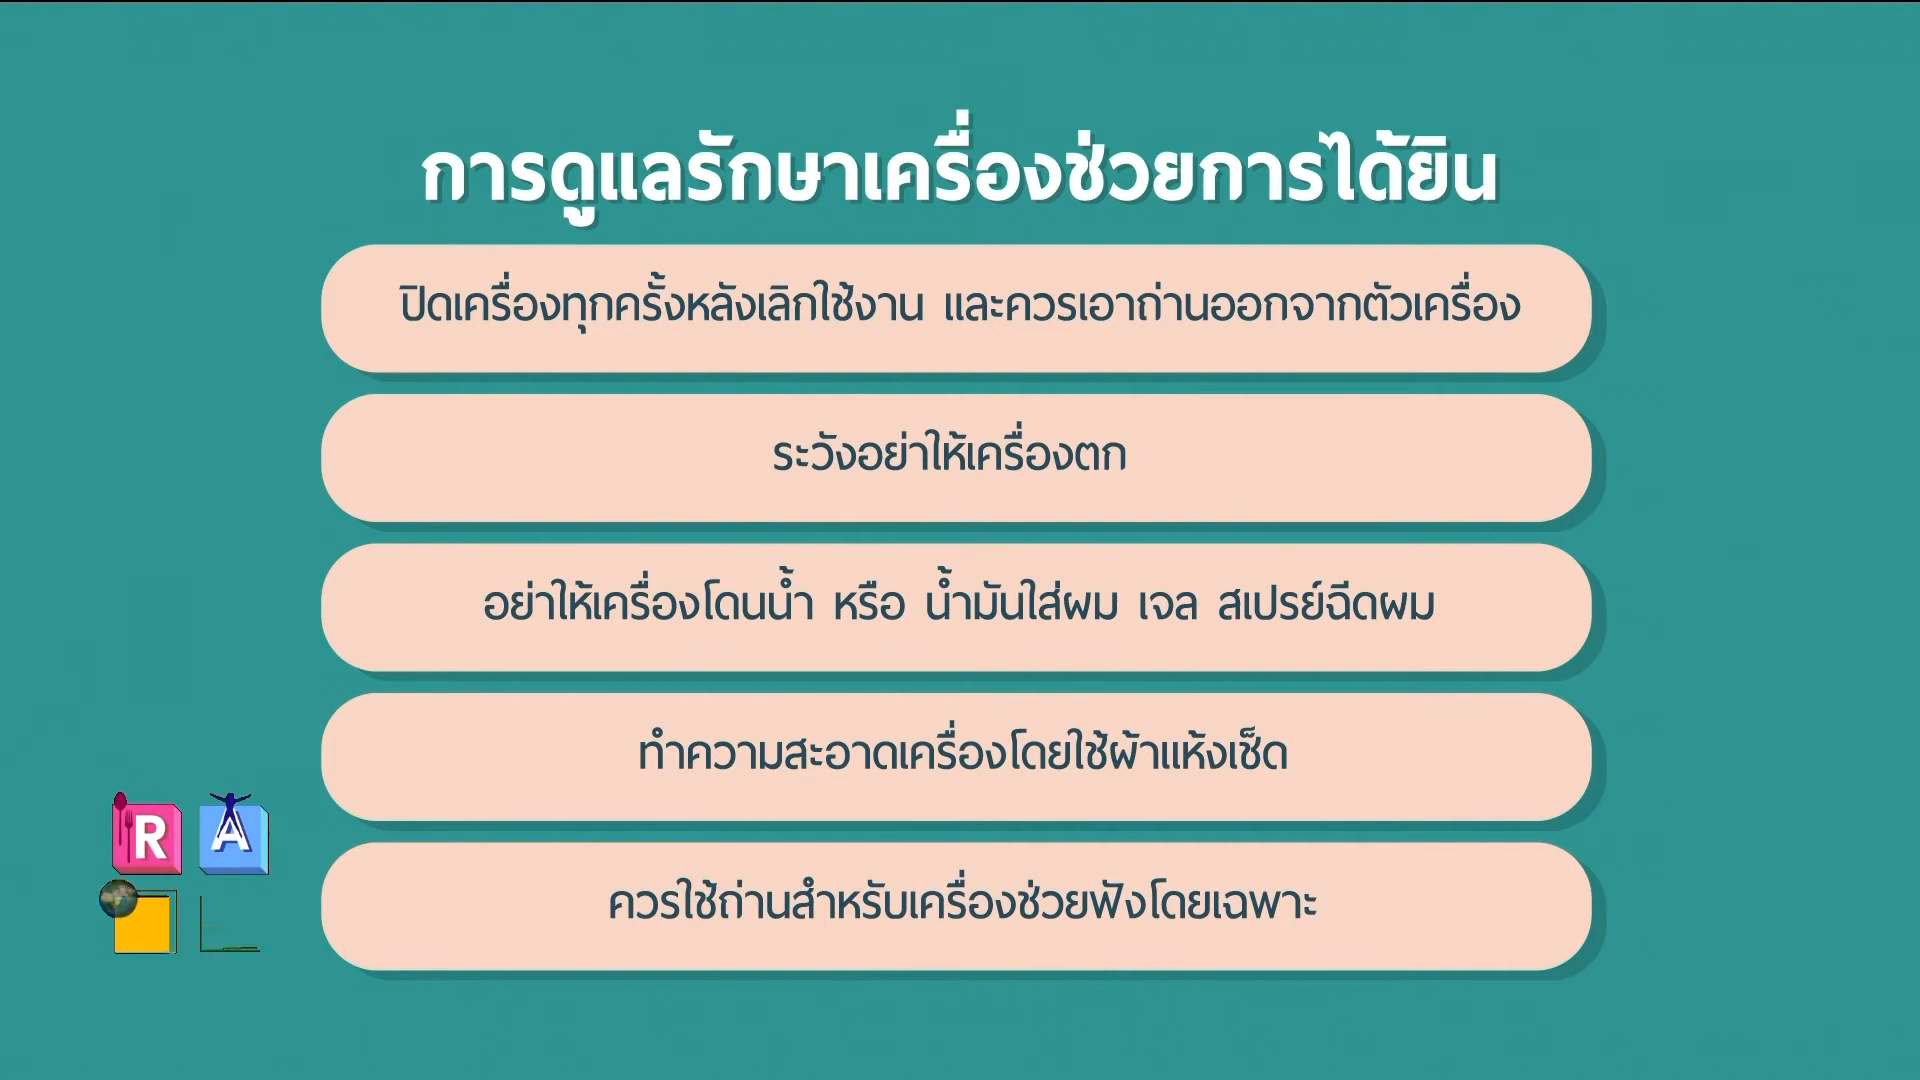 การดูแลรักษาเครื่องช่วยการได้ยิน
ปิดเครื่องทุกครั้งหลังเลิกใช้งาน และควรเอาถ่านออกจากตัวเครื่อง
ระวังอย่าให้เครื่องตก
อย่าให้เครื่องโดนน้ำ หรือ น้ำมันใส่ผม เจล สเปรย์ฉีดผม
ทำความสะอาดเครื่องโดยใช้ผ้าแห้งเช็ด
R A
ควรใช้ถ่านสำหรับเครื่องช่วยฟังโดยเฉพาะ